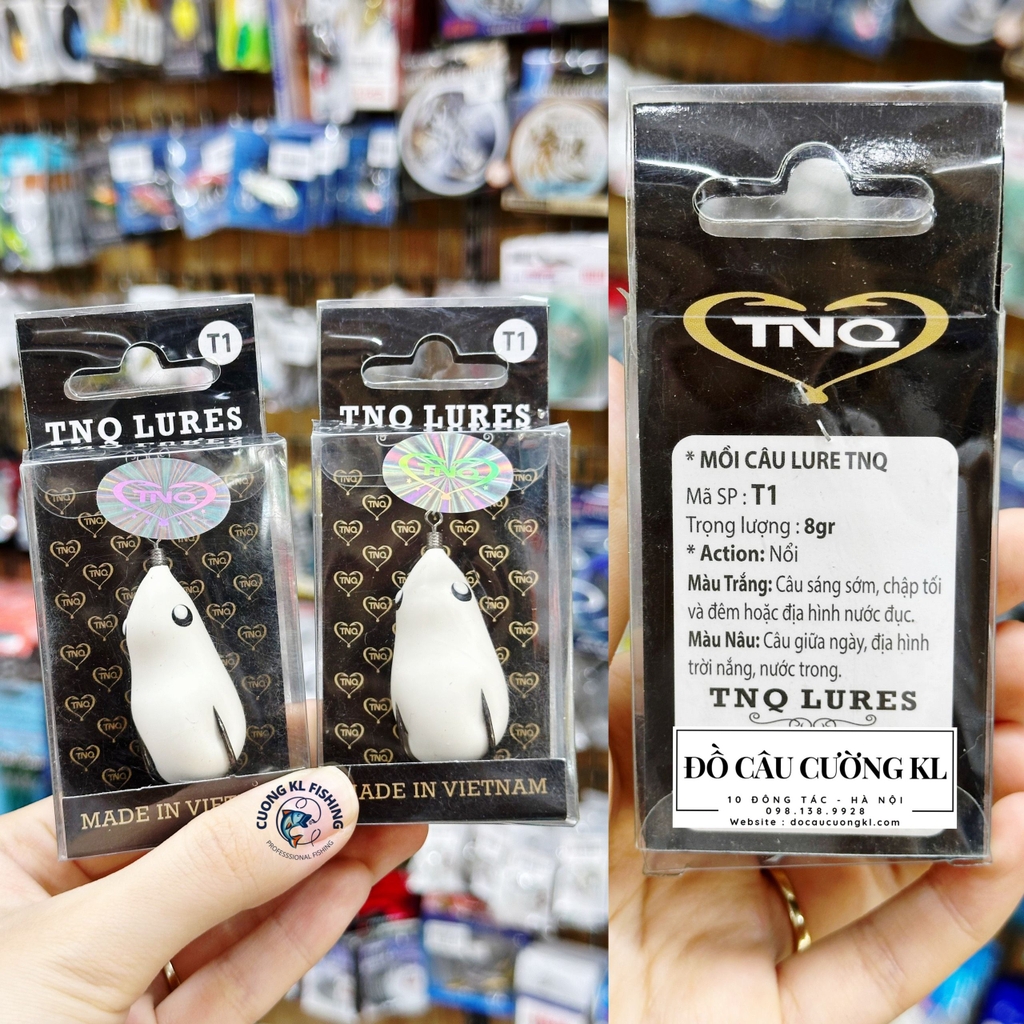 T1
TNQ LURES
TNQ
MADE IN VIET
T1
TNQ LURES
TNQ
MADE IN VIETNAM
CUONG KL FISHING
PROFESSSIONAL FISHING
TNQ
* MỒI CÂU LURE TNQ
Mã SP : T1
Trọng lượng : 8gr
* Action: Nổi
Màu Trắng: Câu sáng sớm, chập tối
và đêm hoặc địa hình nước đục.
Màu Nâu: Câu giữa ngày, địa hình
trời nắng, nước trong.
TNQ LURES
ĐỒ CÂU CƯỜNG KL
10 ĐÔNG TÁC - HÀ NỘI
098.138.9928
Website : docaucuongkl.com